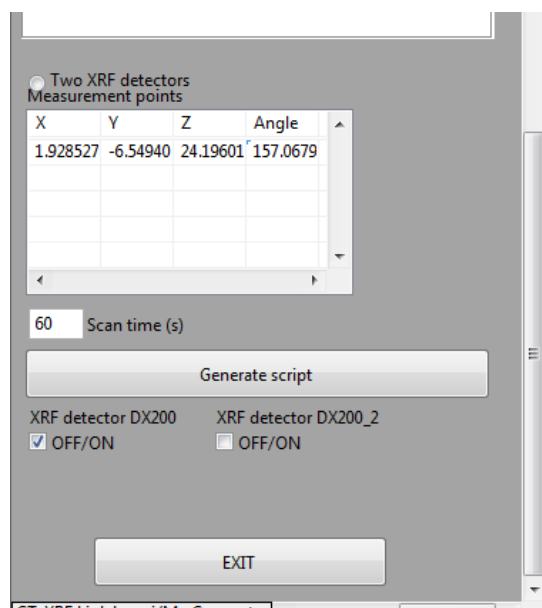 Two XRF detectors
Measurement points
X Y Z Angle
1.928527 -6.54940 24.19601 157.0679
60 Scan time (s)
Generate script
XRF detector DX200 XRF detector DX200_2
OFF/ON OFF/ON
EXIT